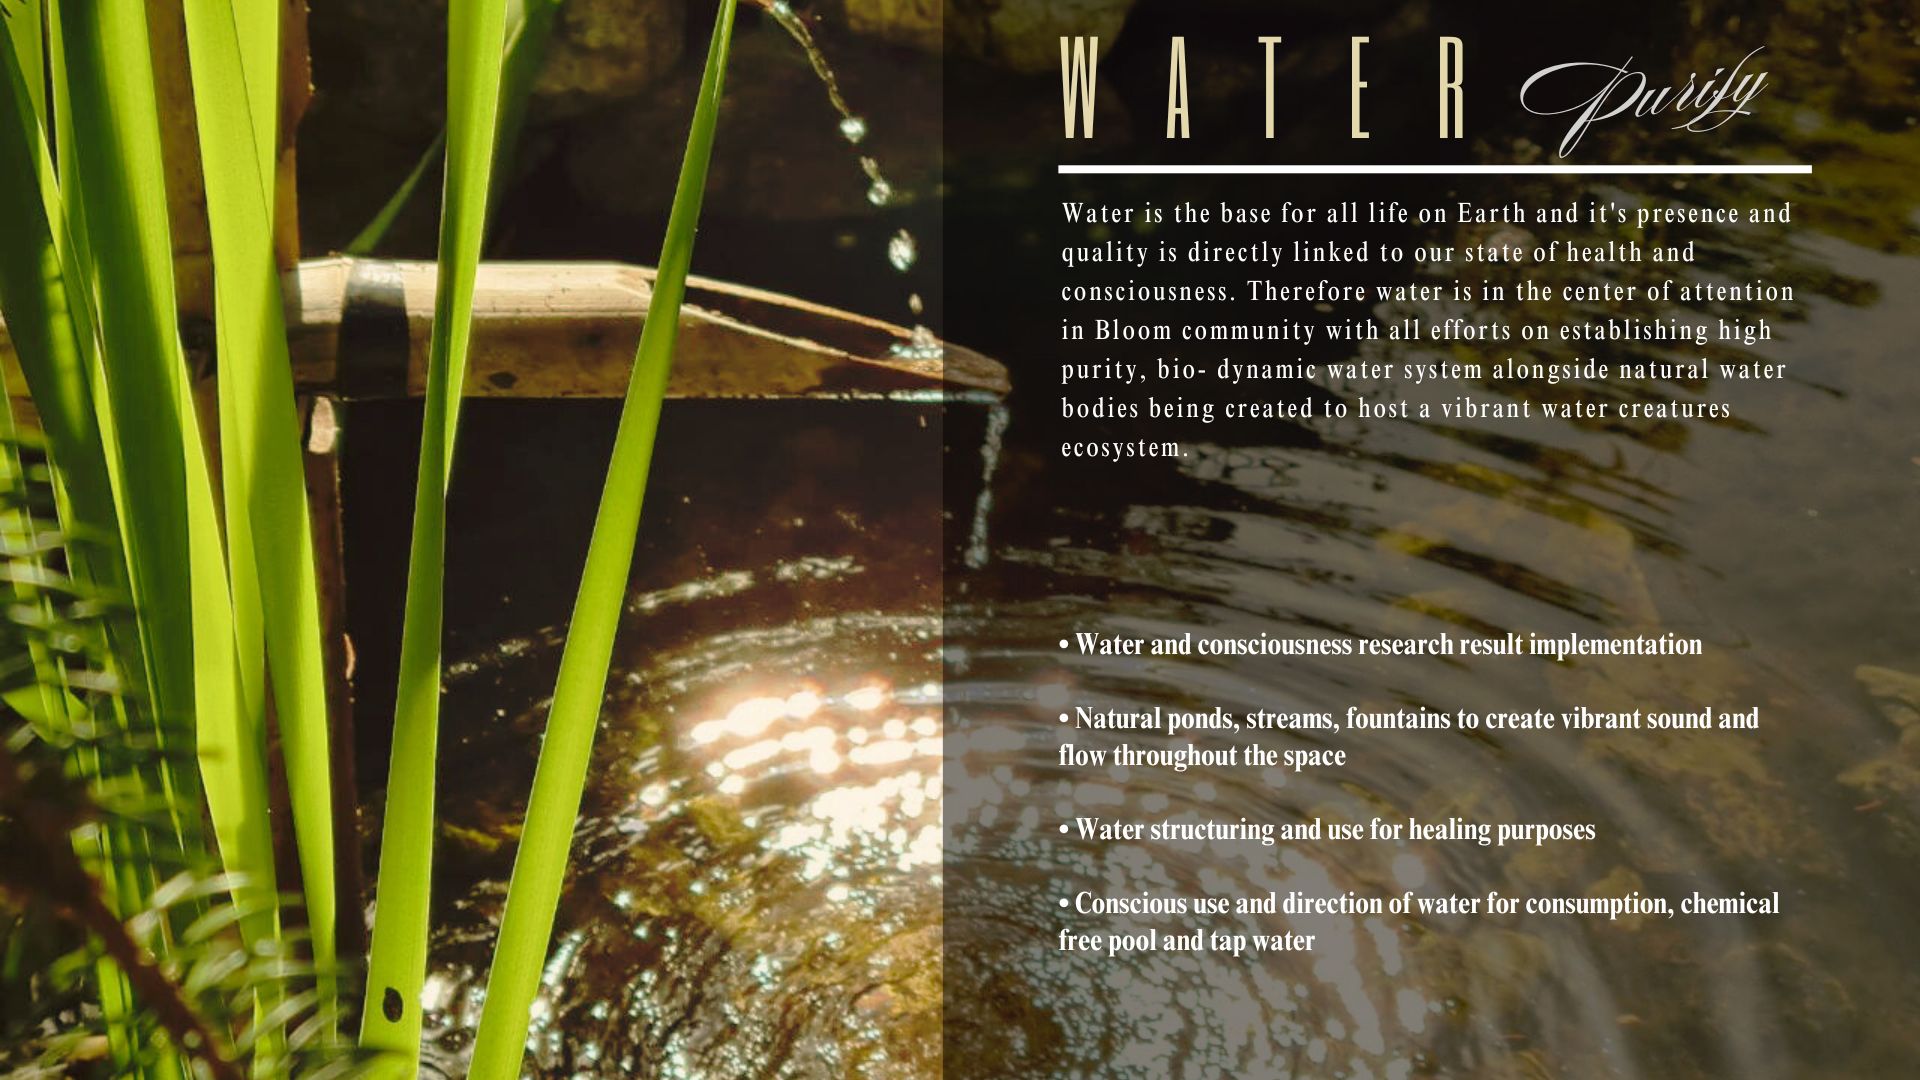 WATER purify
Water is the base for all life on Earth and it's presence and
quality is directly linked to our state of health and
consciousness. Therefore water is in the center of attention
in Bloom community with all efforts on establishing high
purity, bio- dynamic water system alongside natural water
bodies being created to host a vibrant water creatures
ecosystem.
• Water and consciousness research result implementation
• Natural ponds, streams, fountains to create vibrant sound and
flow throughout the space
• Water structuring and use for healing purposes
• Conscious use and direction of water for consumption, chemical
free pool and tap water